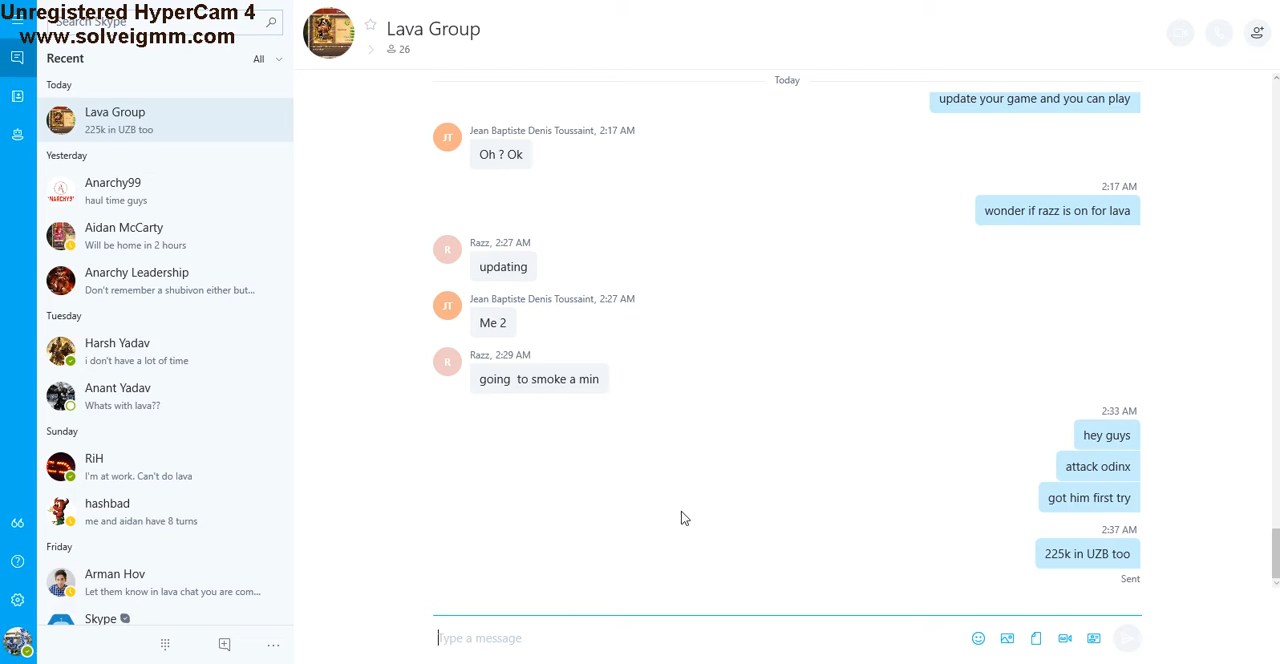 Unregistered HyperCam 4
www.solveigmm.com
Search Skype
Recent
All
Today
Lava Group
225k in UZB too
Yesterday
Anarchy99
haul time guys
Aidan McCarty
Will be home in 2 hours
Anarchy Leadership
Don't remember a shubivon either but...
Tuesday
Harsh Yadav
i don't have a lot of time
Anant Yadav
Whats with lava??
Sunday
RiH
I'm at work. Can't do lava
hashbad
me and aidan have 8 turns
Friday
Arman Hov
Let them know in lava chat you are com...
Skype
Lava Group
26
Today
update your game and you can play
JT
Jean Baptiste Denis Toussaint, 2:17 AM
Oh ? Ok
2:17 AM
wonder if razz is on for lava
R
Razz, 2:27 AM
updating
JT
Jean Baptiste Denis Toussaint, 2:27 AM
Me 2
R
Razz, 2:29 AM
going to smoke a min
2:33 AM
hey guys
attack odinx
got him first try
2:37 AM
225k in UZB too
Sent
Type a message